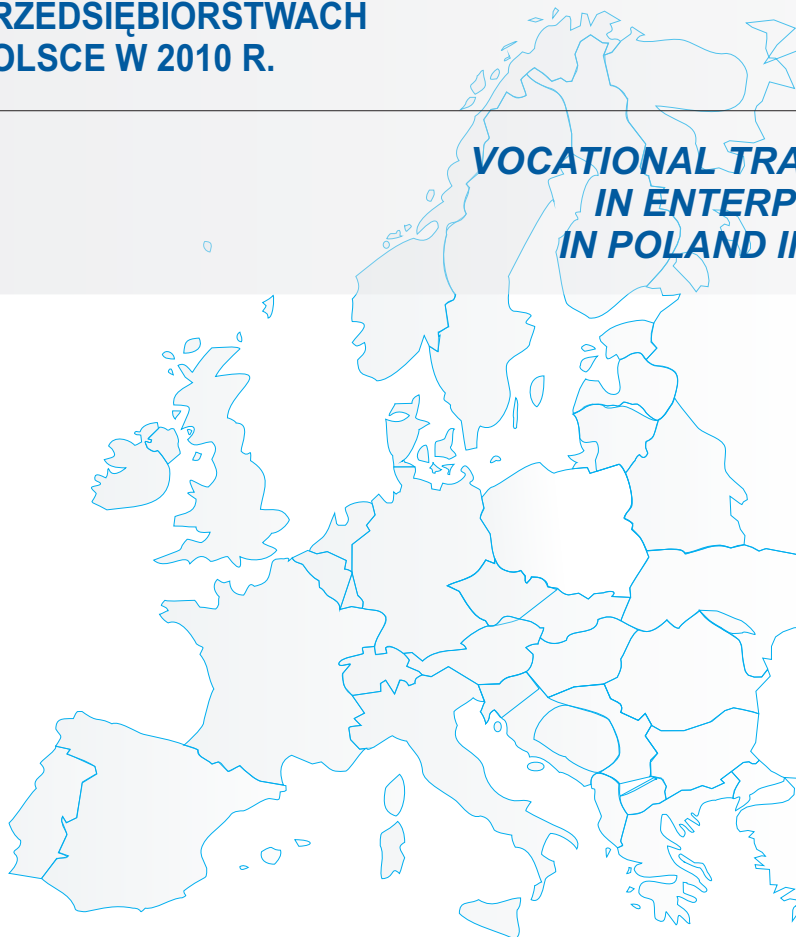 RZEDSIĘBIORSTWACH
OLSCE W 2010 R.
VOCATIONAL TRA
IN ENTERP
IN POLAND I